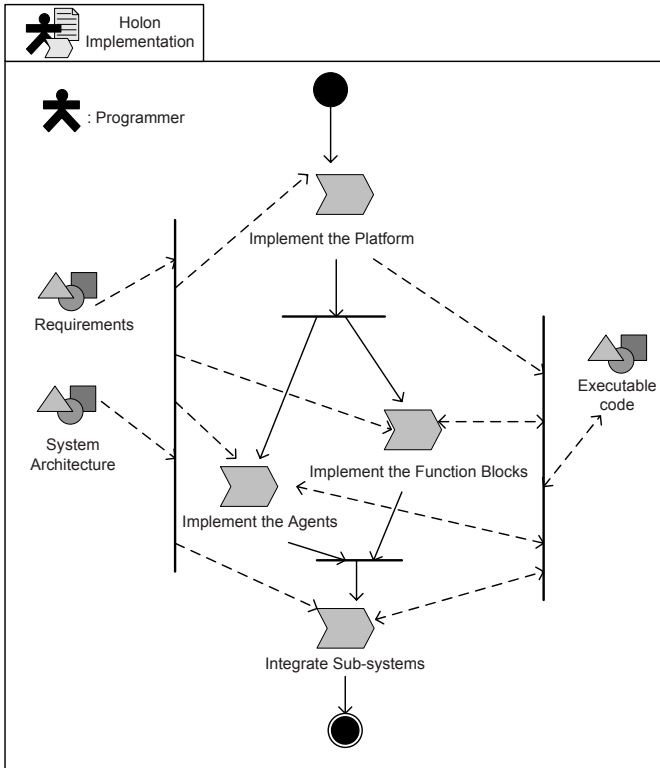 Holon
Implementation
: Programmer
Implement the Platform
Requirements
Executable
code
System
Architecture
Implement the Function Blocks
Implement the Agents
Integrate Sub-systems